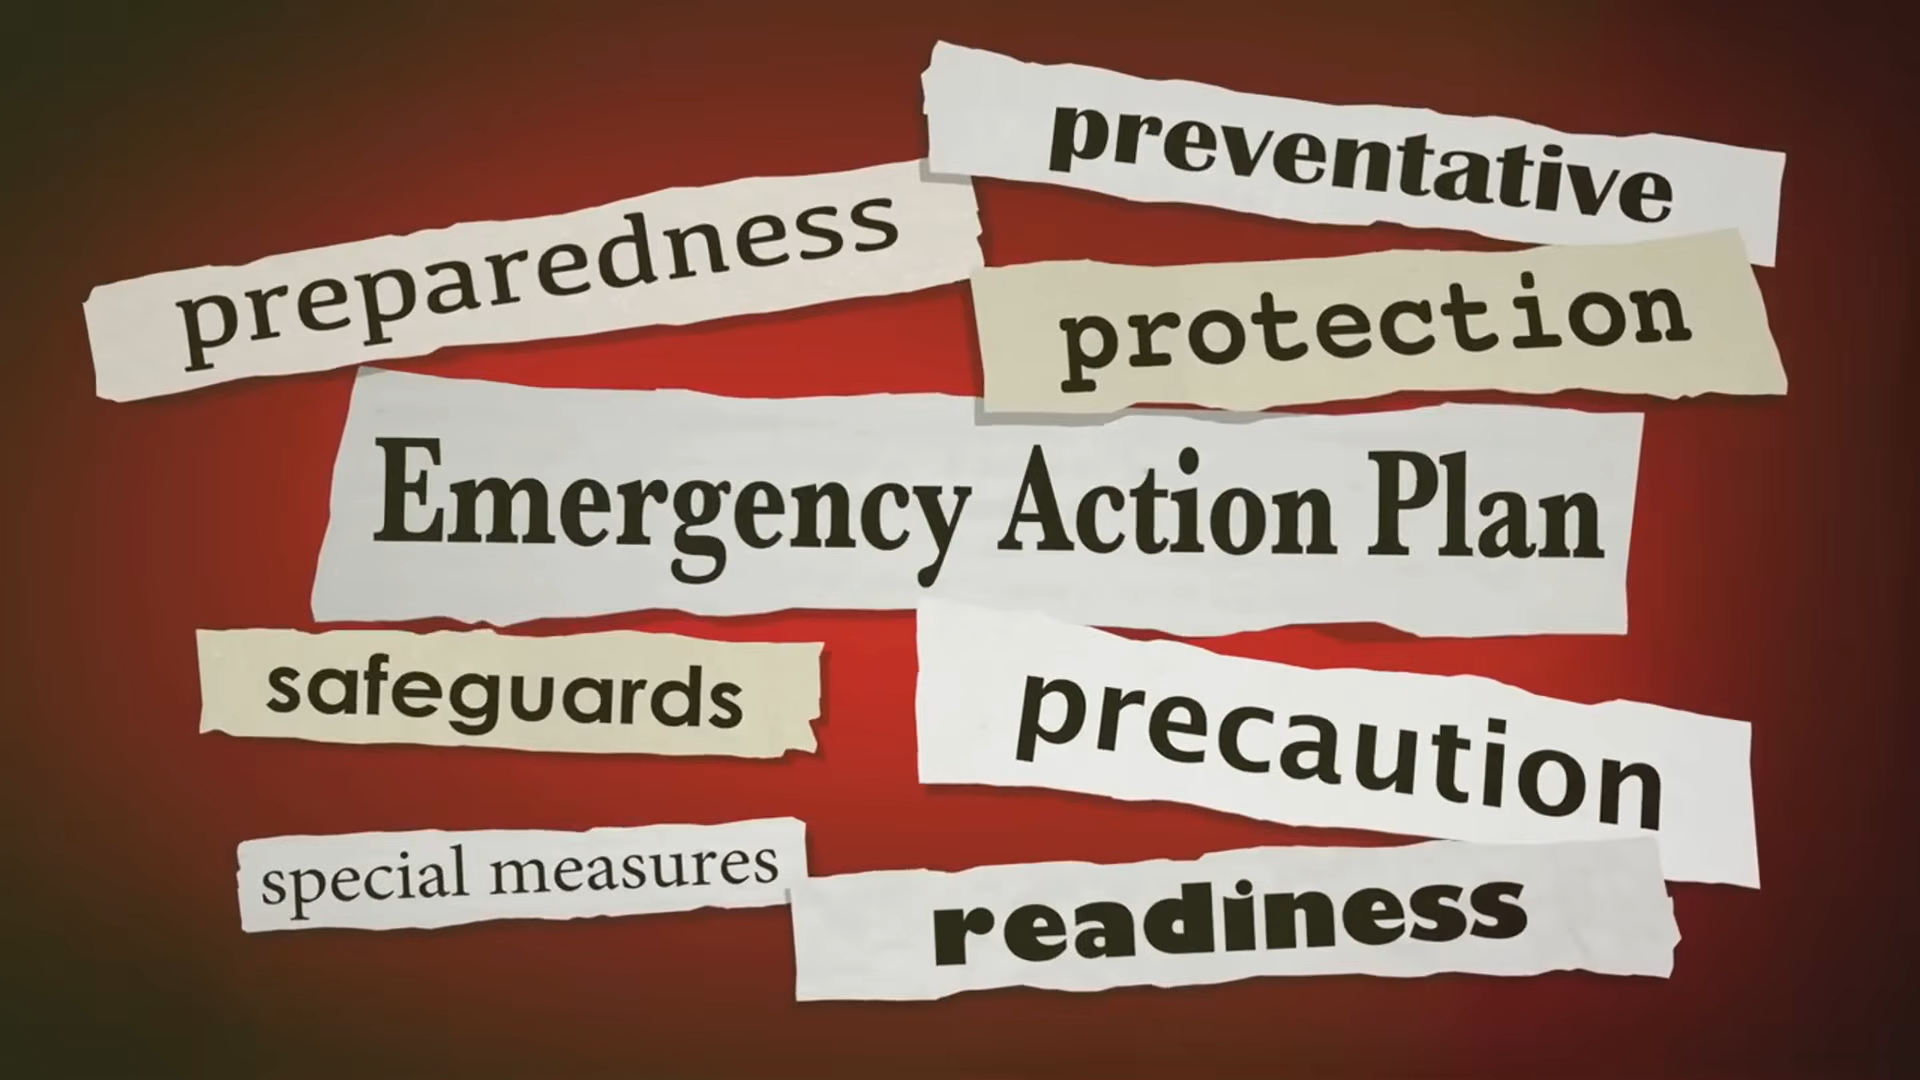 preventative
preparedness
protection
Emergency Action Plan
safeguards
precaution
special measures
readiness